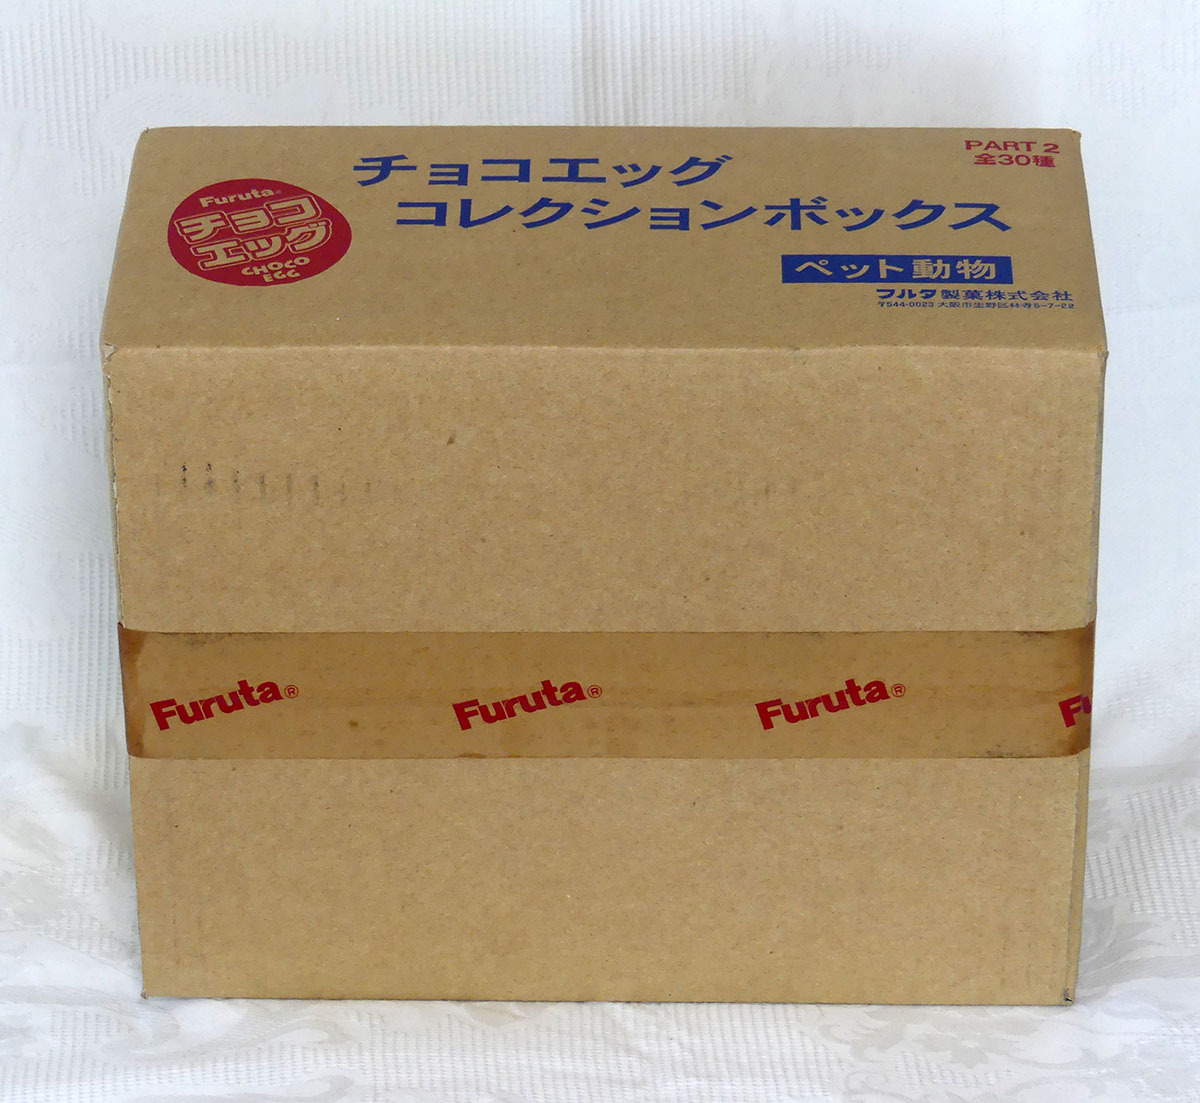 PART 2
全30種
チョコエッグ
コレクションボックス
Furuta®
チョコ
エッグ
CHOCO
EGG
ペット動物
フルタ製菓株式会社
〒544-0023 大阪市生野区林寺6-7-22
Furuta® Furuta® Furuta® Fu